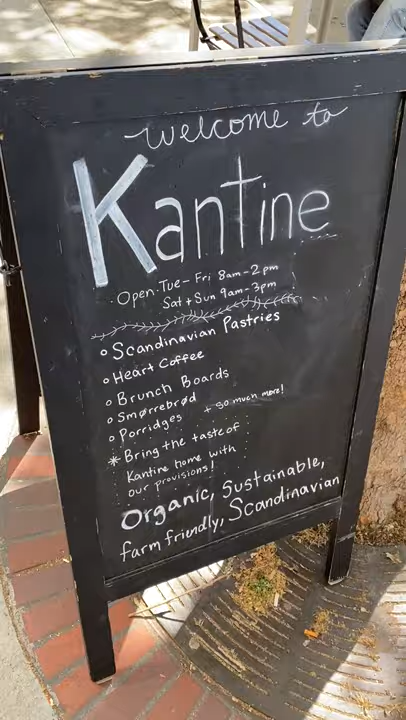 welcome to
Kantine
Open: Tue - Fri 8am - 2pm
Sat + Sun 9am - 3pm
Scandinavian Pastries
Heart Coffee
Brunch Boards
Smørrebrød
Porridges + so much more!
* Bring the taste of
Kantine home with
our provisions!
Organic, Sustainable,
farm friendly, Scandinavian